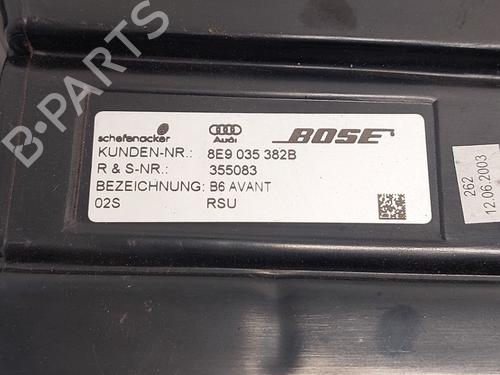 B-PARTS
schefenacker
Audi
BOSE
KUNDEN-NR.: 8E9 035 382B
R & S-NR.: 355083
BEZEICHNUNG: B6 AVANT
02S RSU
262
12.06.2003